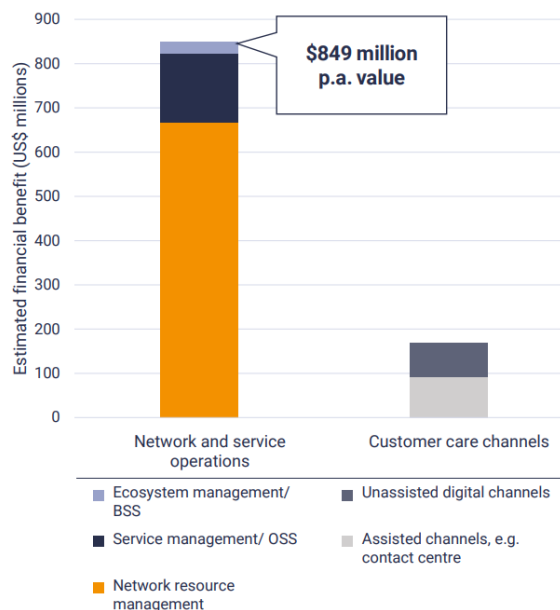 Estimated financial benefit (US$ millions)
900
800
700
600
500
400
300
200
100
0
$849 million
p.a. value
Network and service
operations
Customer care channels
Ecosystem management/
BSS
Service management/ OSS
Network resource
management
Unassisted digital channels
Assisted channels, e.g.
contact centre